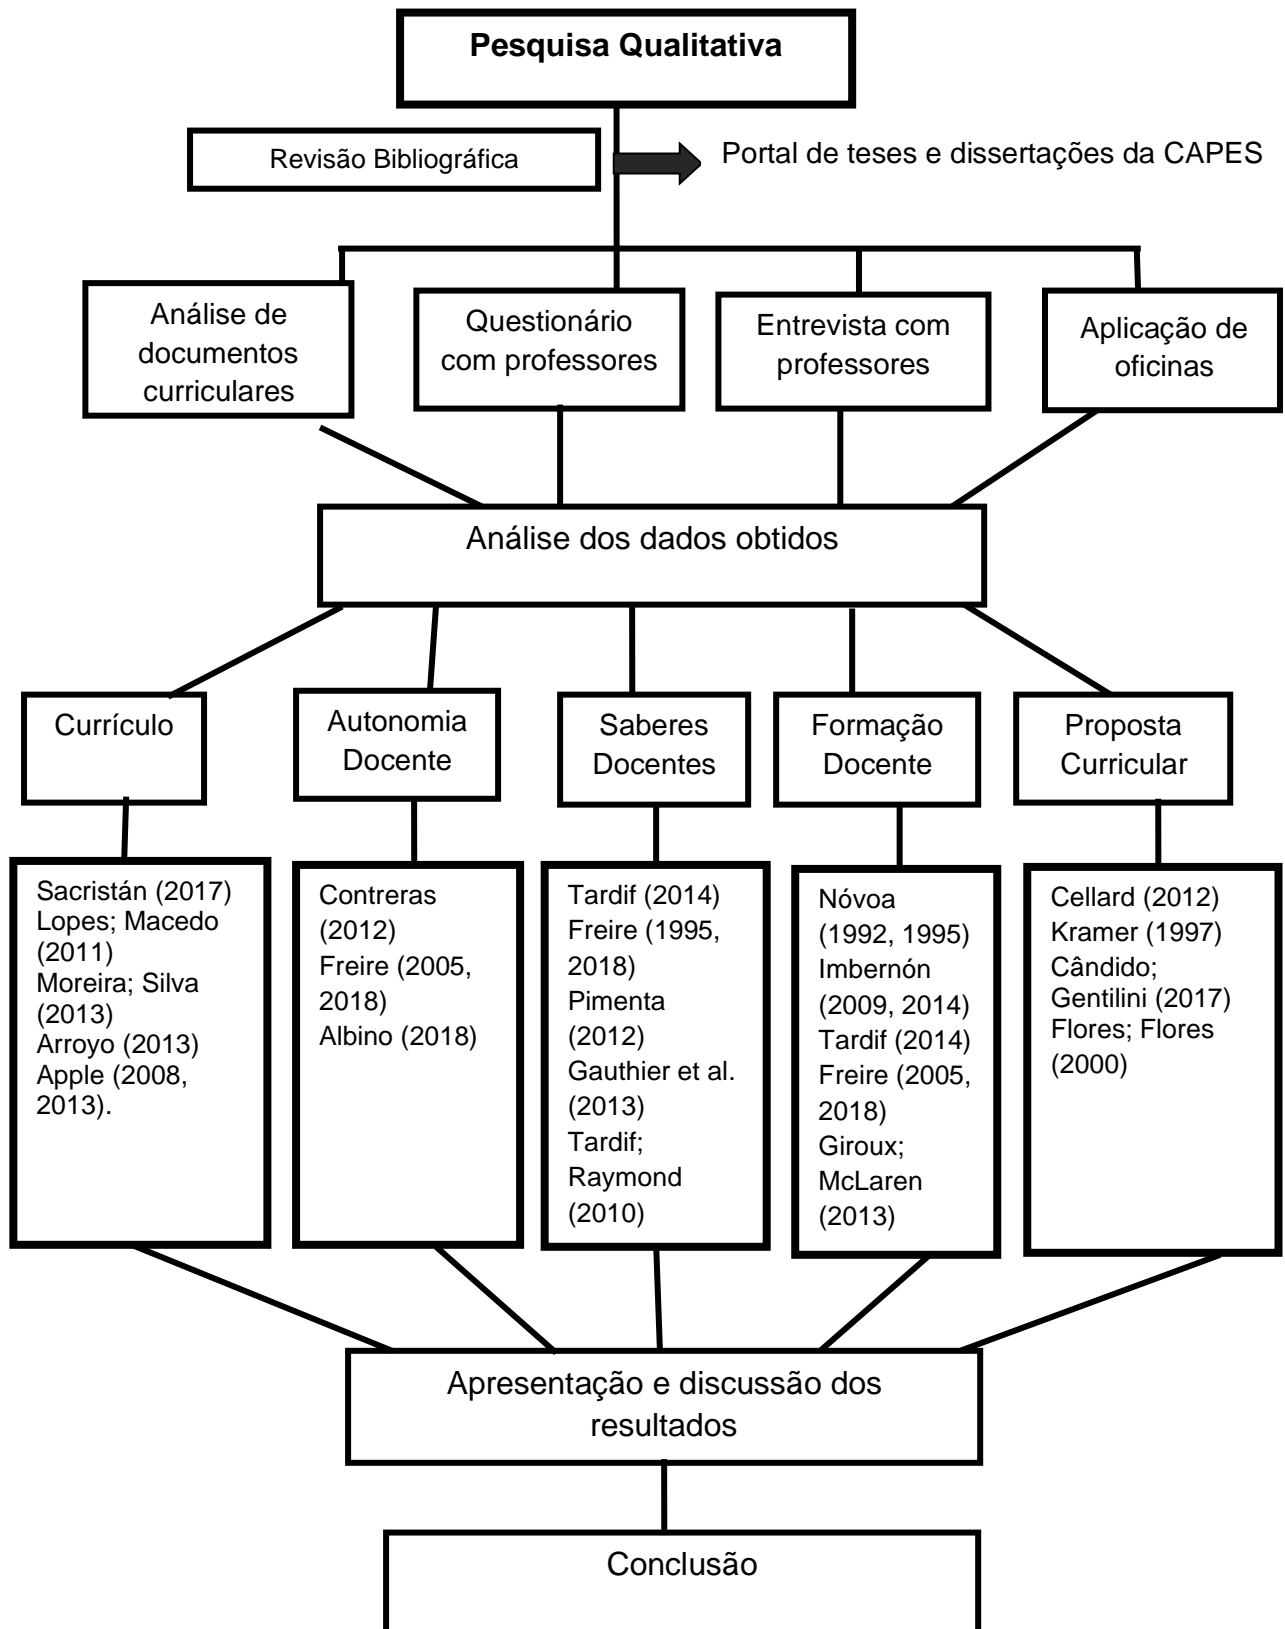 Pesquisa Qualitativa
Revisão Bibliográfica
Portal de teses e dissertações da CAPES
Análise de
documentos
curriculares
Questionário
com professores
Entrevista com
professores
Aplicação de
oficinas
Análise dos dados obtidos
Currículo
Autonomia
Docente
Saberes
Docentes
Formação
Docente
Proposta
Curricular
Sacristán (2017)
Lopes; Macedo
(2011)
Moreira; Silva
(2013)
Arroyo (2013)
Apple (2008,
2013).
Contreras
(2012)
Freire (2005,
2018)
Albino (2018)
Tardif (2014)
Freire (1995,
2018)
Pimenta
(2012)
Gauthier et al.
(2013)
Tardif;
Raymond
(2010)
Nóvoa
(1992, 1995)
Imbernón
(2009, 2014)
Tardif (2014)
Freire (2005,
2018)
Giroux;
McLaren
(2013)
Cellard (2012)
Kramer (1997)
Cândido;
Gentilini (2017)
Flores; Flores
(2000)
Apresentação e discussão dos
resultados
Conclusão